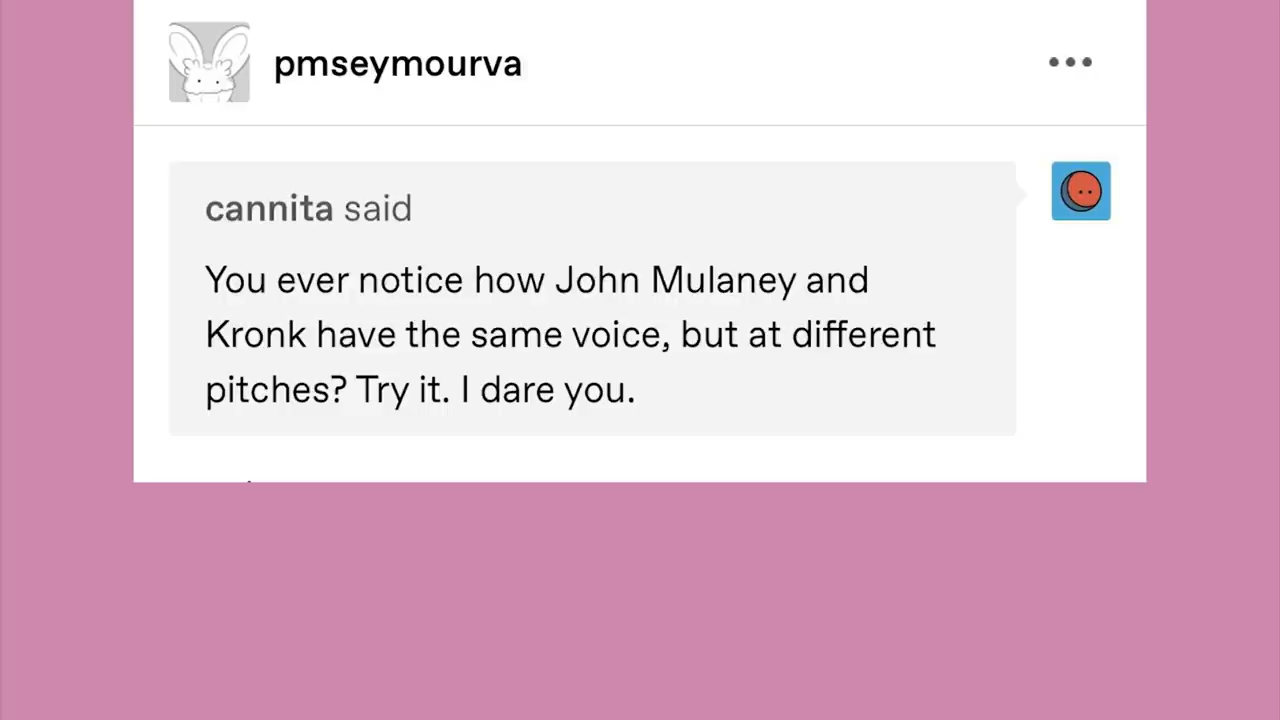 pmseymourva
cannita said
You ever notice how John Mulaney and
Kronk have the same voice, but at different
pitches? Try it. I dare you.